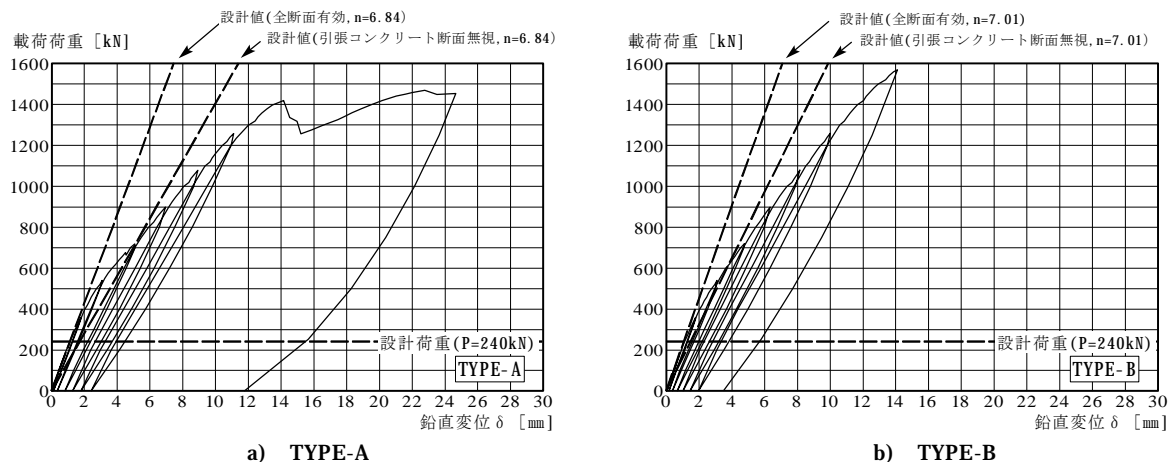 設計値(全断面有効, n=6.84)
設計値(引張コンクリート断面無視, n=6.84)
載荷荷重 [kN]
1600
1400
1200
1000
800
600
400
200
0
設計荷重(P=240kN)
TYPE-A
0 2 4 6 8 10 12 14 16 18 20 22 24 26 28 30
鉛直変位 δ [mm]
a) TYPE-A
設計値(全断面有効, n=7.01)
設計値(引張コンクリート断面無視, n=7.01)
載荷荷重 [kN]
1600
1400
1200
1000
800
600
400
200
0
設計荷重(P=240kN)
TYPE-B
0 2 4 6 8 10 12 14 16 18 20 22 24 26 28 30
鉛直変位 δ [mm]
b) TYPE-B